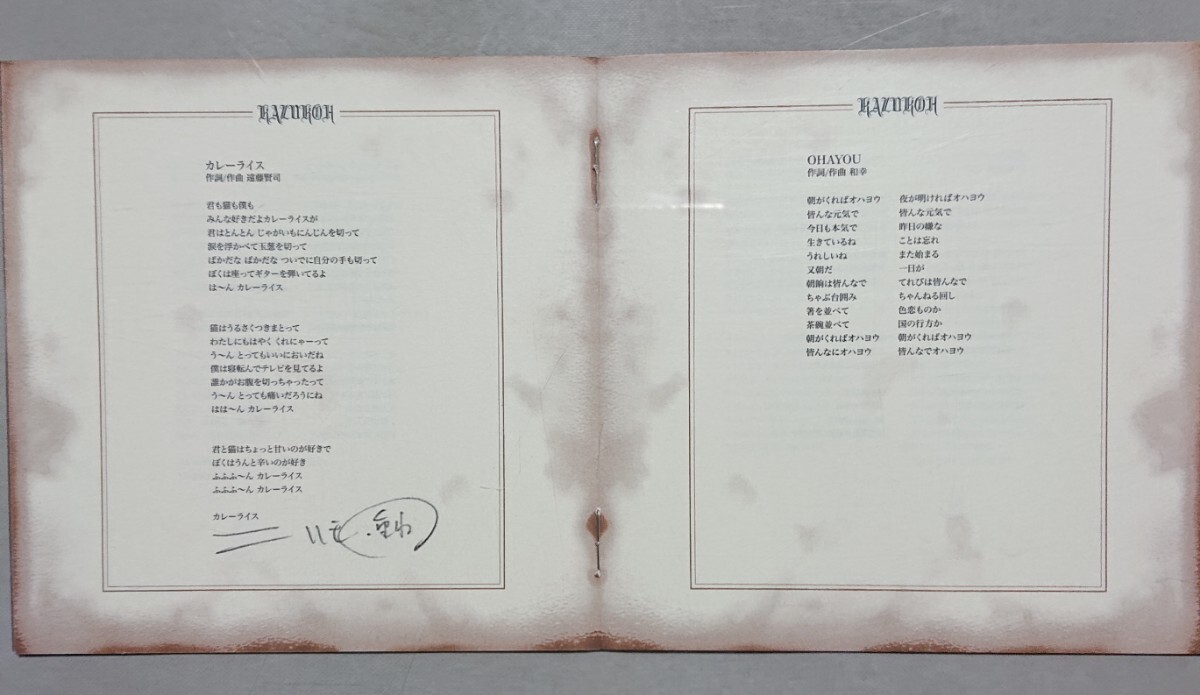 KAZUKOH
カレーライス
作詞/作曲 遠藤賢司
君も猫も僕も
みんな好きだよカレーライスが
君はとんとん じゃがいもにんじんを切って
涙を浮かべて玉葱を切って
ばかだな ばかだな ついでに自分の手も切って
ぼくは座ってギターを弾いてるよ
は〜ん カレーライス
猫はうるさくつきまとって
わたしにもはやく くれにゃーって
う〜ん とってもいいにおいだね
僕は寝転んでテレビを見てるよ
誰かがお腹を切っちゃったって
う〜ん とっても痛いだろうにね
はは〜ん カレーライス
君と猫はちょっと甘いのが好きで
ぼくはうんと辛いのが好き
ふふふ〜ん カレーライス
ふふふ〜ん カレーライス
カレーライス
KAZUKOH
OHAYOU
作詞/作曲 和幸
朝がくればオハヨウ
皆んな元気で
今日も本気で
生きているね
うれしいね
又朝だ
朝餉は皆んなで
ちゃぶ台囲み
箸を並べて
茶碗並べて
朝がくればオハヨウ
皆んなにオハヨウ
夜が明ければオハヨウ
皆んな元気で
昨日の嫌な
ことは忘れ
また始まる
一日が
てれびは皆んなで
ちゃんねる回し
色恋ものか
国の行方か
朝がくればオハヨウ
皆んなでオハヨウ